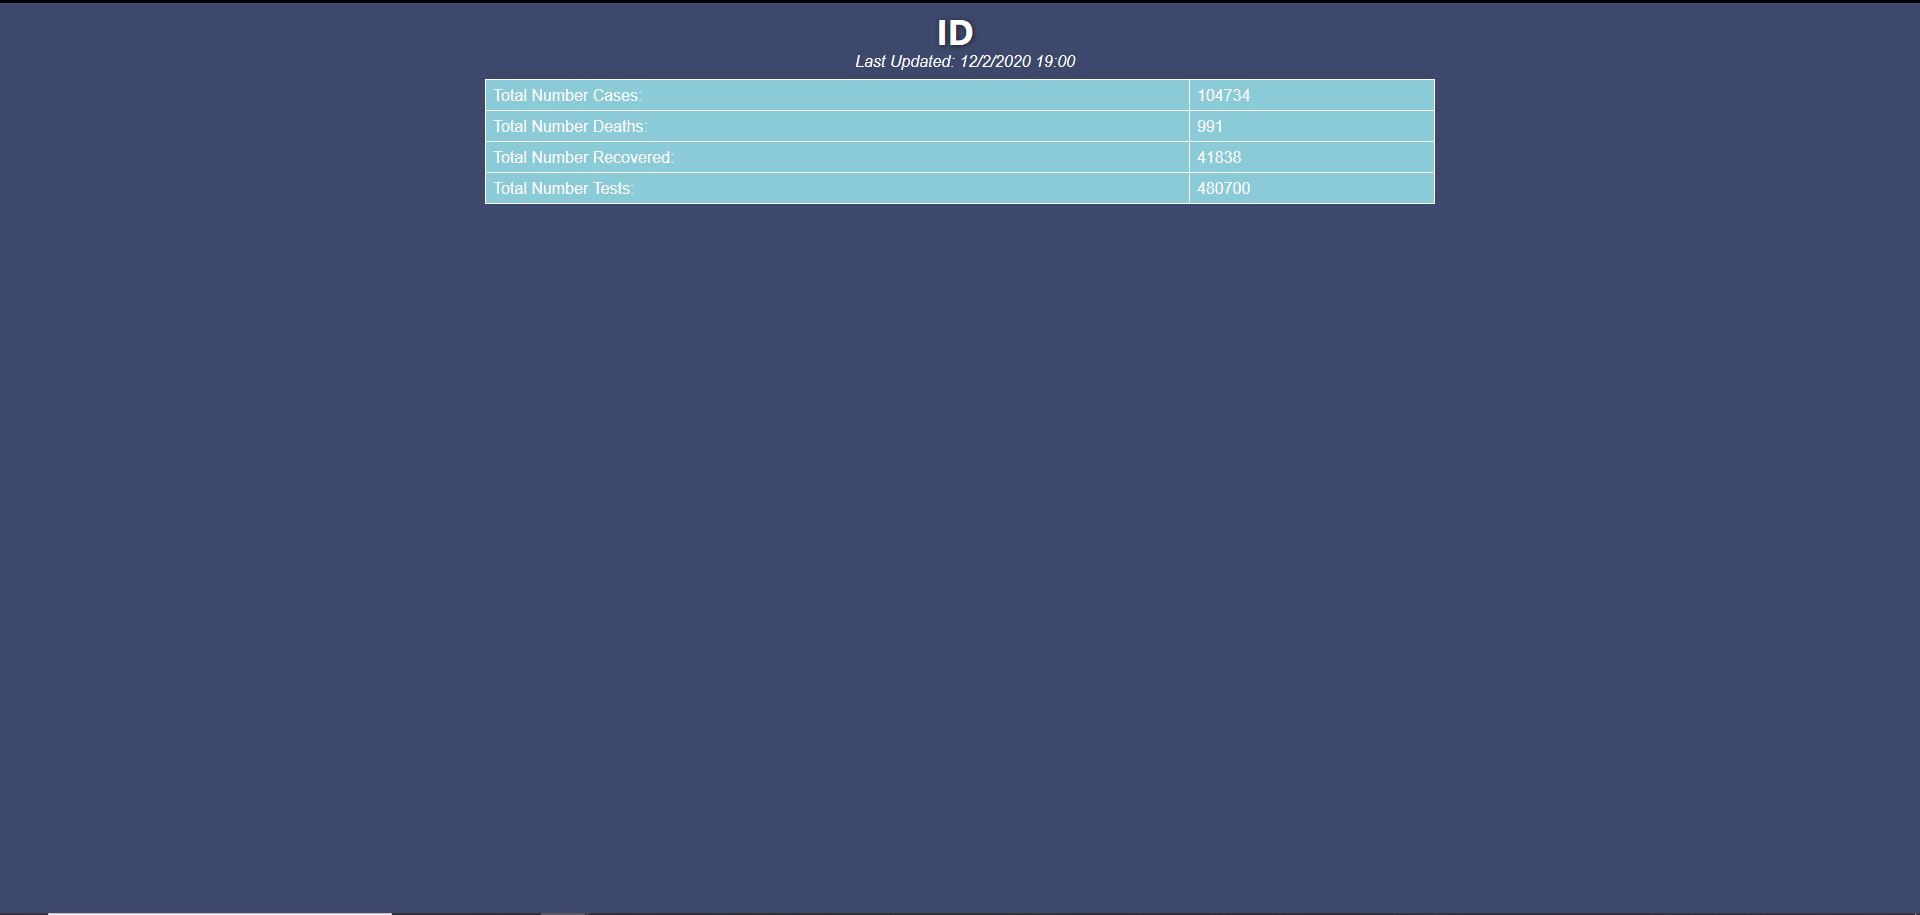 ID
Last Updated: 12/2/2020 19:00
Total Number Cases: 104734
Total Number Deaths: 991
Total Number Recovered: 41838
Total Number Tests: 480700